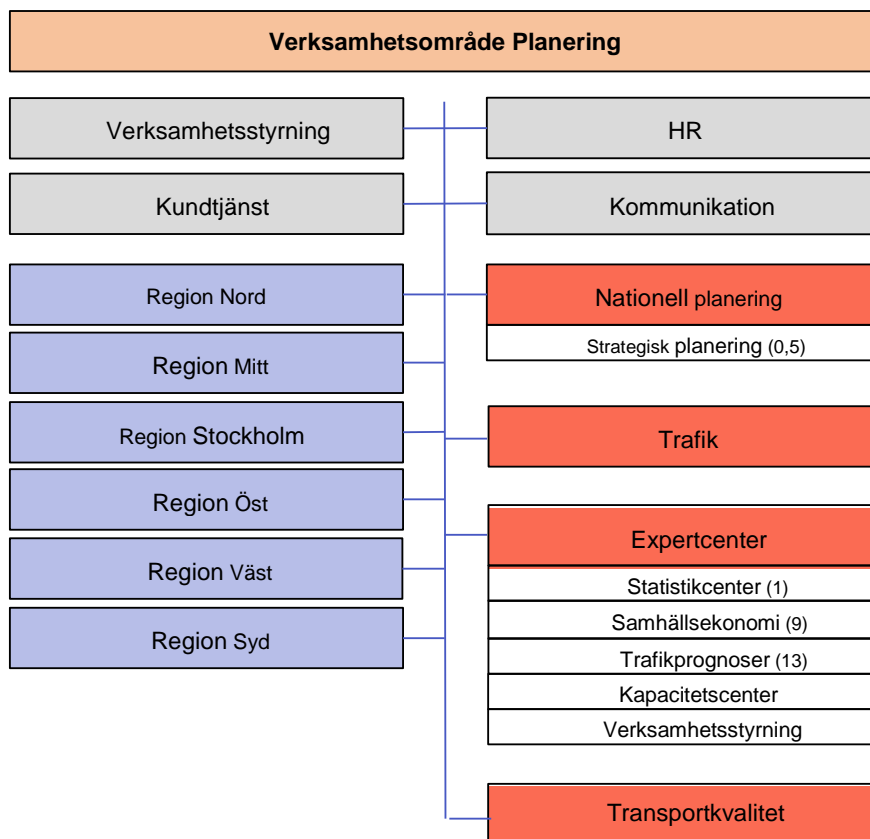 Verksamhetsområde Planering
Verksamhetsstyrning
HR
Kundtjänst
Kommunikation
Region Nord
Region Mitt
Region Stockholm
Region Öst
Region Väst
Region Syd
Nationell planering
Strategisk planering (0,5)
Trafik
Expertcenter
Statistikcenter (1)
Samhällsekonomi (9)
Trafikprognoser (13)
Kapacitetscenter
Verksamhetsstyrning
Transportkvalitet